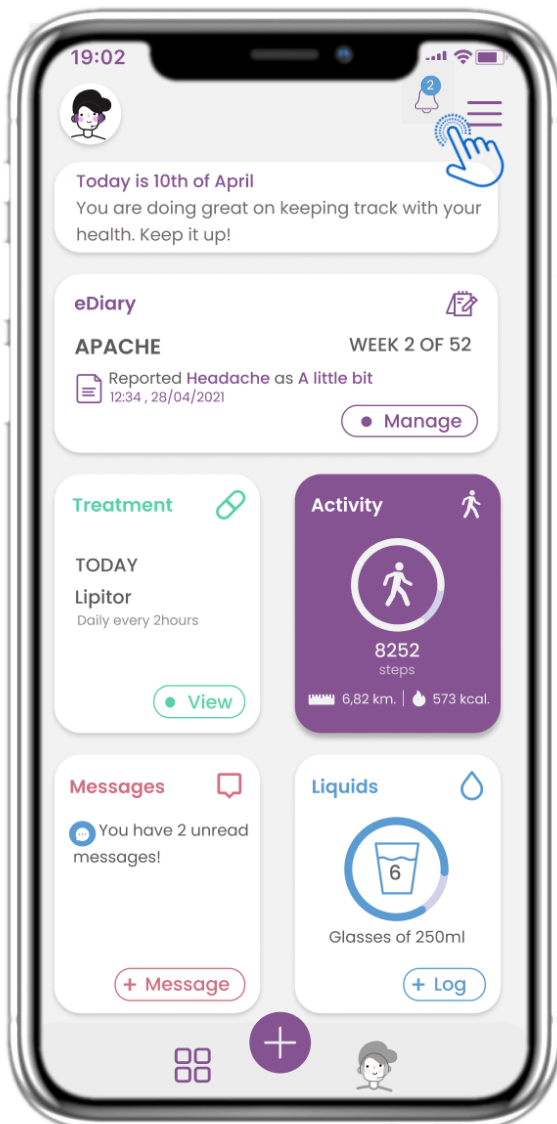 19:02
2
Today is 10th of April
You are doing great on keeping track with your
health. Keep it up!
eDiary
APACHE
WEEK 2 OF 52
Reported Headache as A little bit
12:34 , 28/04/2021
Manage
Treatment
TODAY
Lipitor
Daily every 2hours
View
Activity
8252
steps
6,82 km.
573 kcal.
Messages
You have 2 unread
messages!
+ Message
Liquids
6
Glasses of 250ml
+ Log